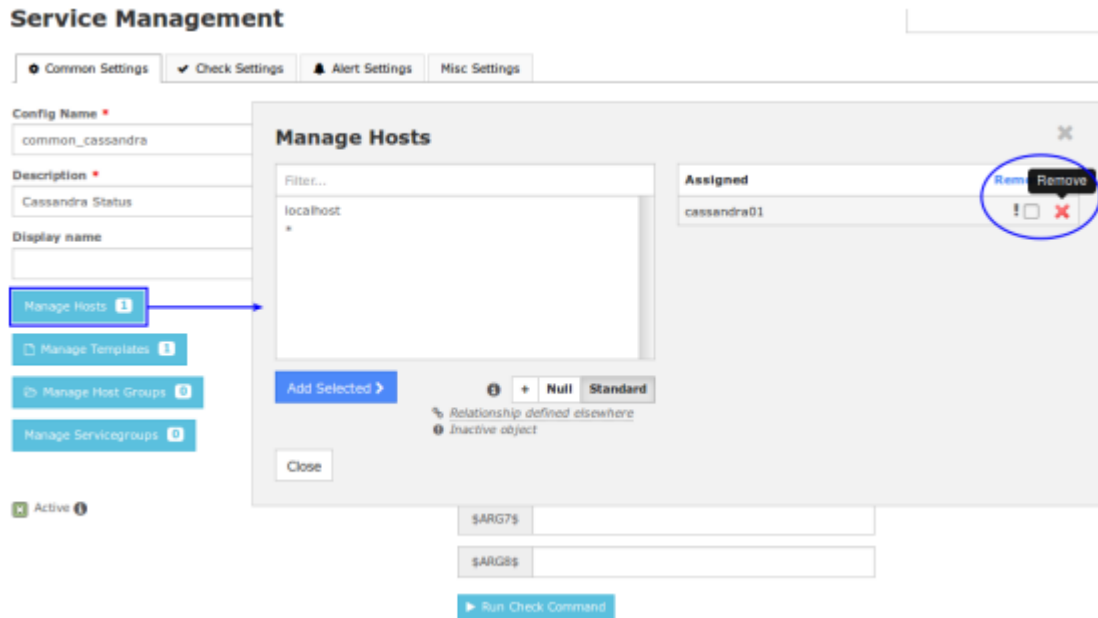 Service Management
Common Settings
Check Settings
Alert Settings
Misc Settings
Config Name *
common_cassandra
Description *
Cassandra Status
Display name
Manage Hosts 1
Manage Templates 1
Manage Host Groups 0
Manage Servicegroups 0
Active
Manage Hosts
Filter...
localhost
*
Add Selected
+ Null Standard
Relationship defined elsewhere
Inactive object
Close
Assigned
Remove
cassandra01
!
$ARG7$
$ARG8$
Run Check Command